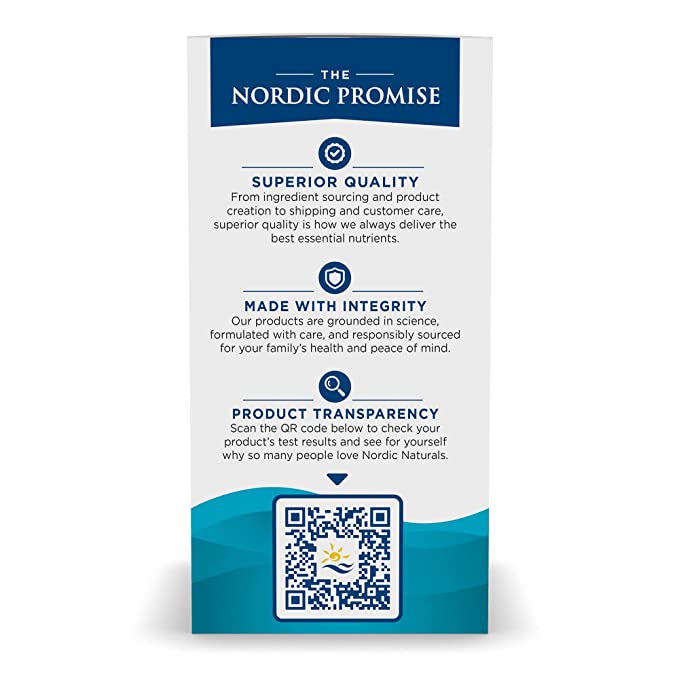 THE
NORDIC PROMISE
SUPERIOR QUALITY
From ingredient sourcing and product
creation to shipping and customer care,
superior quality is how we always deliver the
best essential nutrients.
MADE WITH INTEGRITY
Our products are grounded in science,
formulated with care, and responsibly sourced
for your family's health and peace of mind.
PRODUCT TRANSPARENCY
Scan the QR code below to check your
product's test results and see for yourself
why so many people love Nordic Naturals.